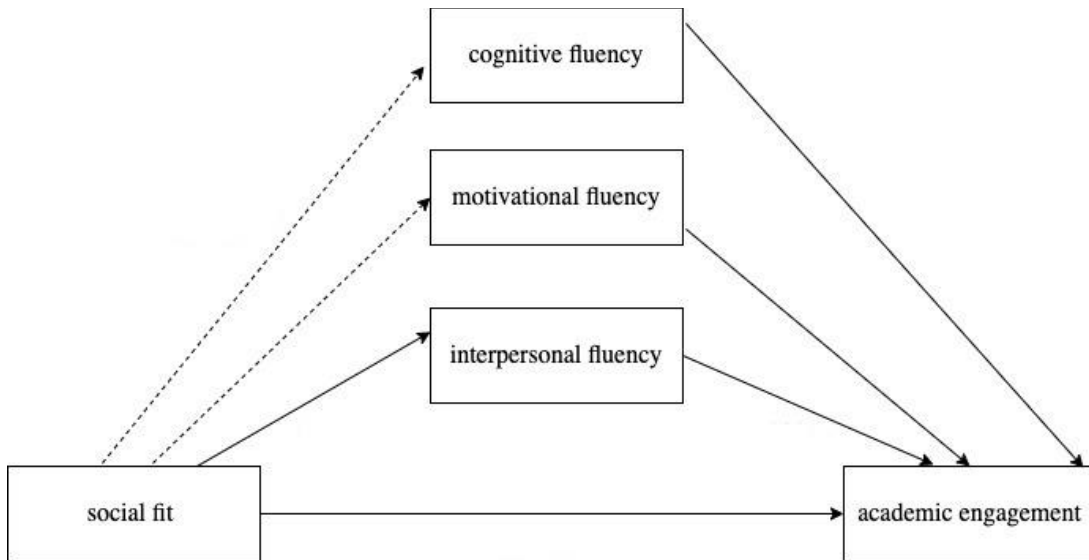 cognitive fluency
motivational fluency
interpersonal fluency
social fit
academic engagement